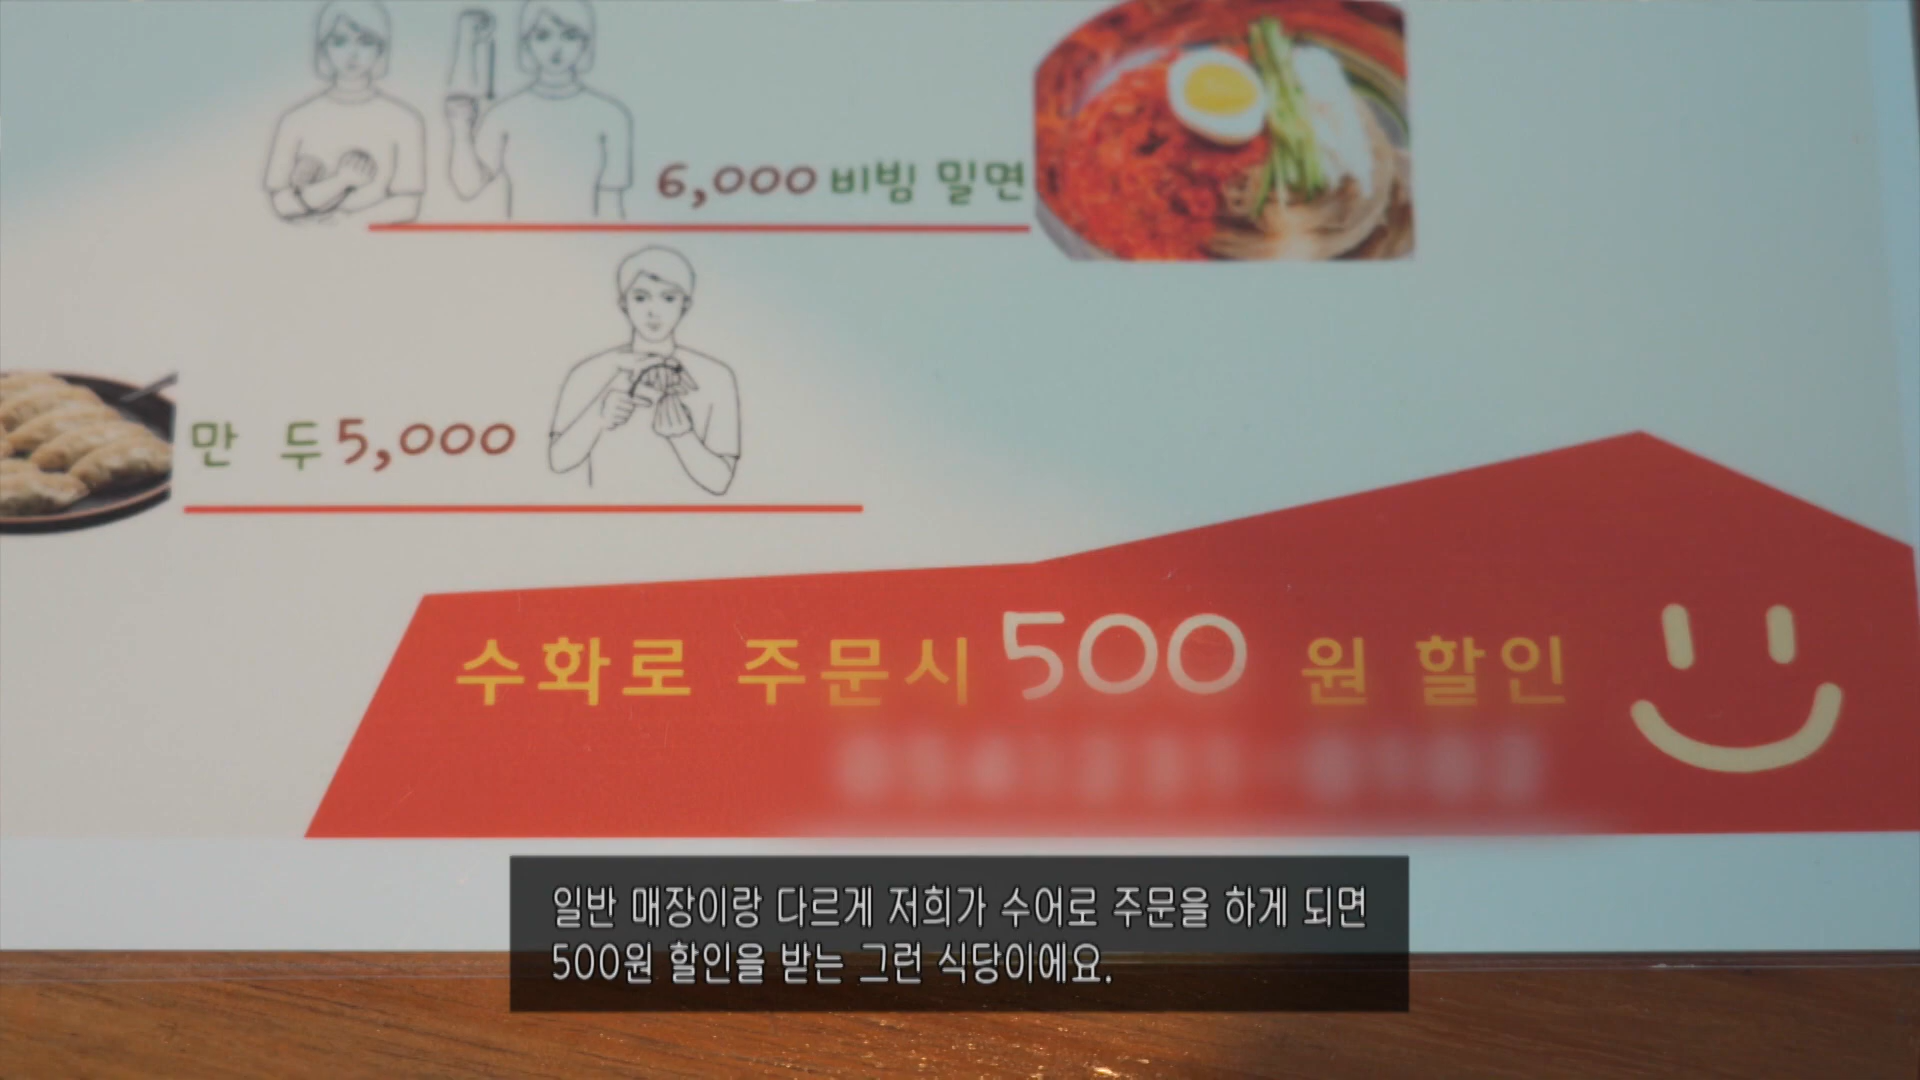 6,000 비빔 밀면
만 두 5,000
수화로 주문시 500 원 할인
일반 매장이랑 다르게 저희가 수어로 주문을 하게 되면
500원 할인을 받는 그런 식당이에요.